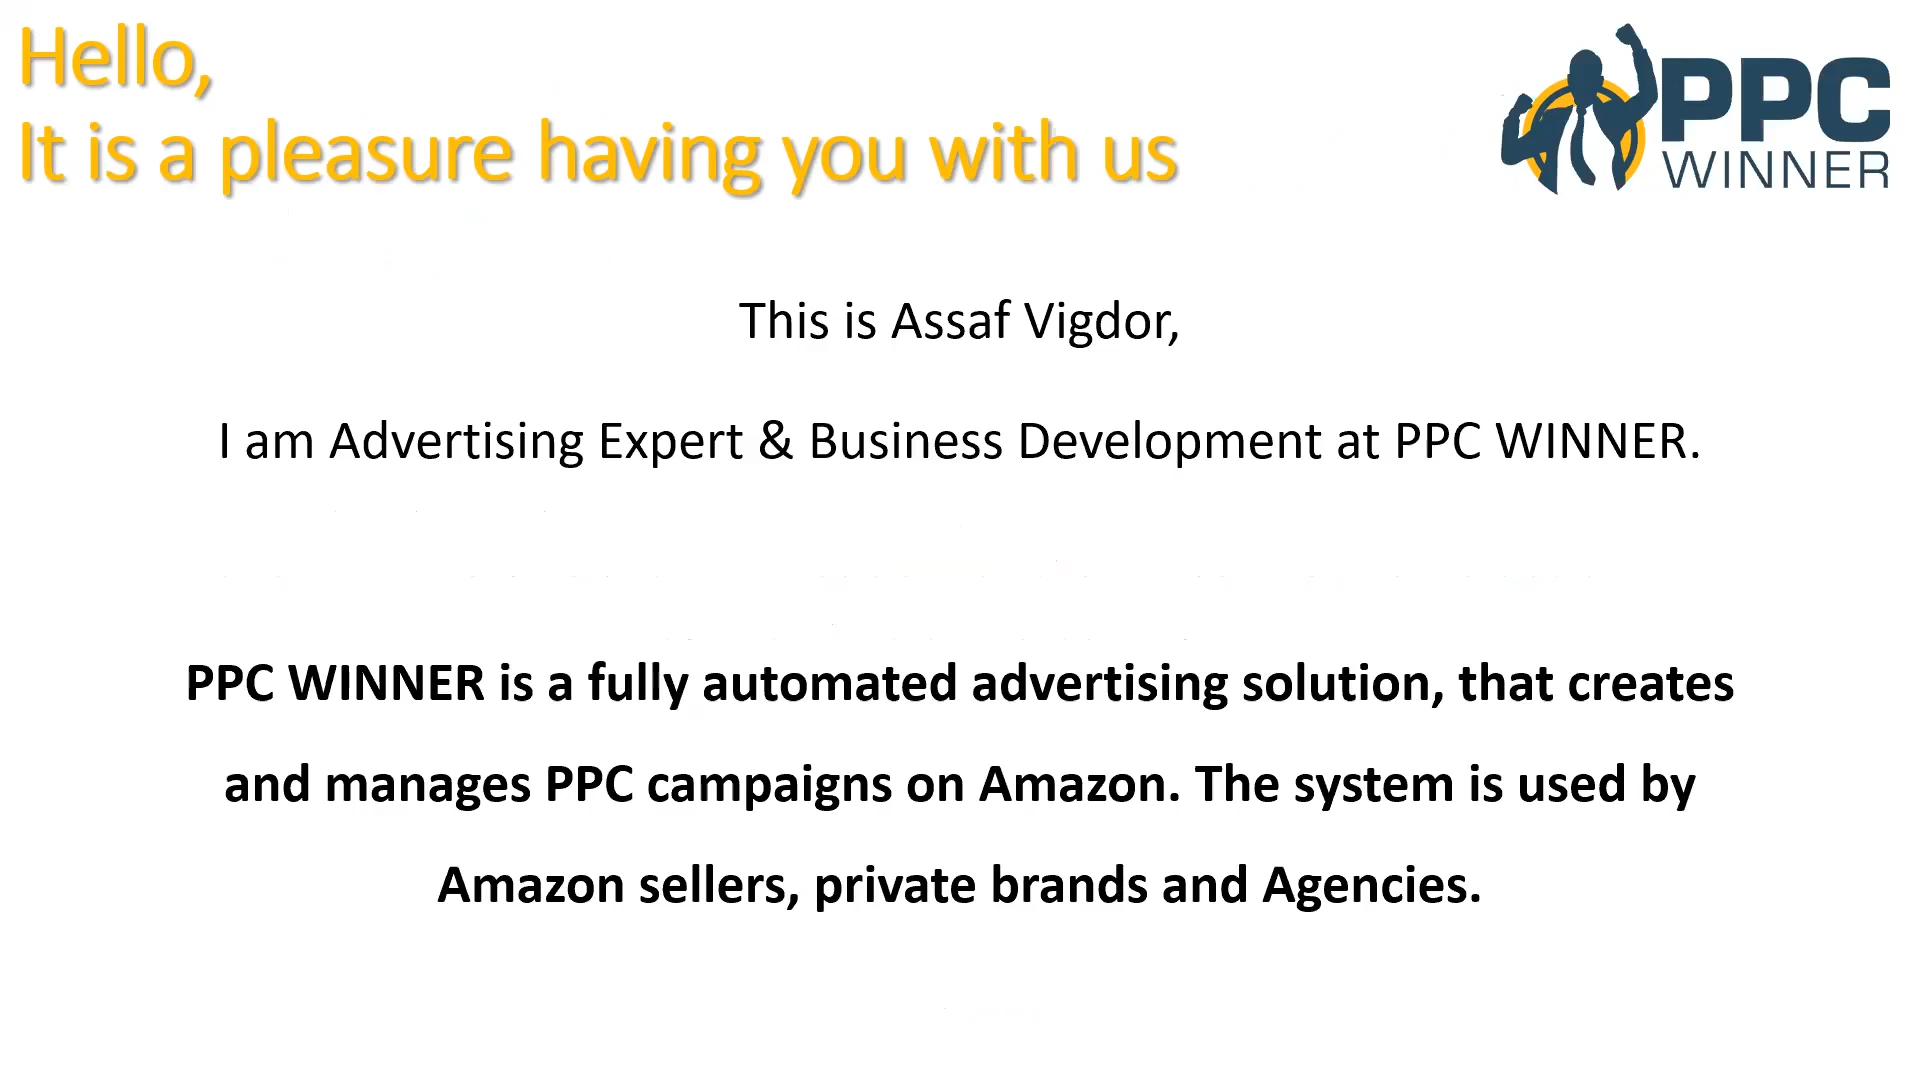 Hello,
It is a pleasure having you with us
PPC
WINNER
This is Assaf Vigdor,
I am Advertising Expert & Business Development at PPC WINNER.
PPC WINNER is a fully automated advertising solution, that creates
and manages PPC campaigns on Amazon. The system is used by
Amazon sellers, private brands and Agencies.